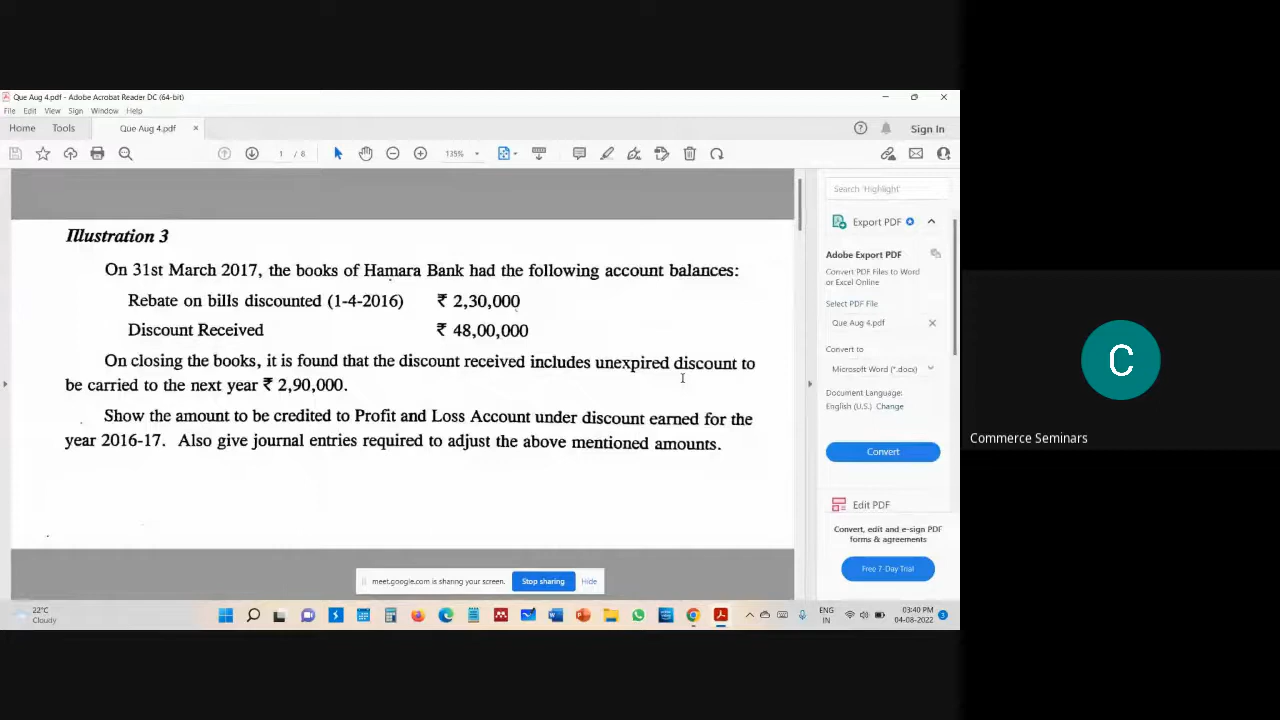 Que Aug 4.pdf - Adobe Acrobat Reader DC (64-bit)
File Edit View Sign Window Help
Home Tools Que Aug 4.pdf × Sign In
1 / 8 135%
Search 'Highlight'
Illustration 3
On 31st March 2017, the books of Hamara Bank had the following account balances:
Rebate on bills discounted (1-4-2016) ₹ 2,30,000
Discount Received ₹ 48,00,000
On closing the books, it is found that the discount received includes unexpired discount to
be carried to the next year ₹ 2,90,000.
Show the amount to be credited to Profit and Loss Account under discount earned for the
year 2016-17. Also give journal entries required to adjust the above mentioned amounts.
Export PDF
Adobe Export PDF
Convert PDF Files to Word
or Excel Online
Select PDF File
Que Aug 4.pdf ×
Convert to
Microsoft Word (*.docx)
Document Language:
English (U.S.) Change
Convert
Edit PDF
Convert, edit and e-sign PDF
forms & agreements
Free 7-Day Trial
meet.google.com is sharing your screen. Stop sharing Hide
22°C
Cloudy
ENG
IN
03:40 PM
04-08-2022
3
C
Commerce Seminars